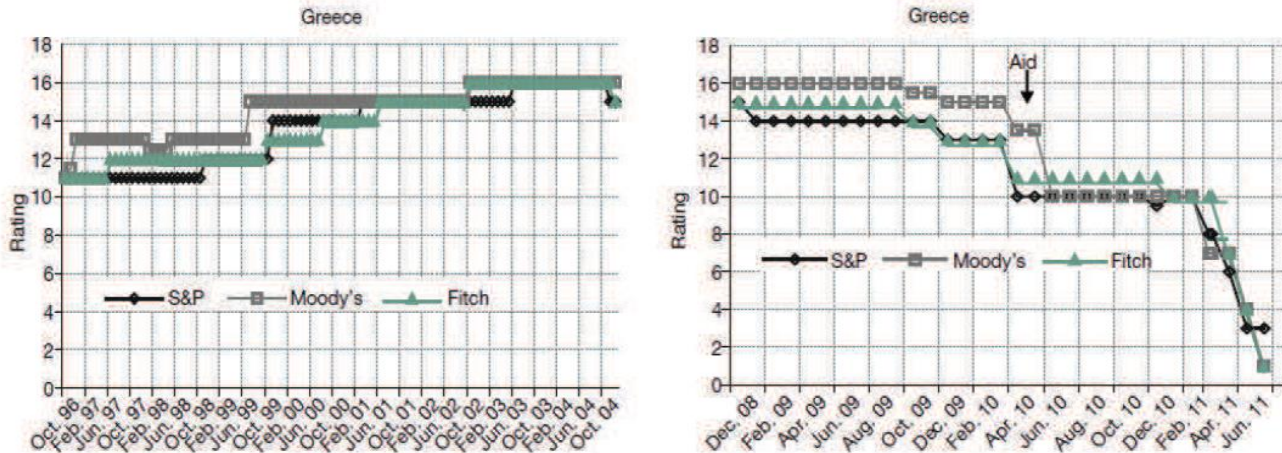 Greece
18
16
14
12
10
8
6
4
2
0
Rating
S&P
Moody's
Fitch
Oct. 96
Feb. 97
Jun. 97
Oct. 97
Feb. 98
Jun. 98
Oct. 98
Feb. 99
Jun. 99
Oct. 99
Feb. 00
Jun. 00
Oct. 00
Feb. 01
Jun. 01
Oct. 01
Feb. 02
Jun. 02
Oct. 02
Feb. 03
Jun. 03
Oct. 03
Feb. 04
Jun. 04
Oct. 04
Greece
18
16
14
12
10
8
6
4
2
0
Rating
Aid
S&P
Moody's
Fitch
Dec. 08
Feb. 09
Apr. 09
Jun. 09
Aug. 09
Oct. 09
Dec. 09
Feb. 10
Apr. 10
Jun. 10
Aug. 10
Oct. 10
Dec. 10
Feb. 11
Apr. 11
Jun. 11